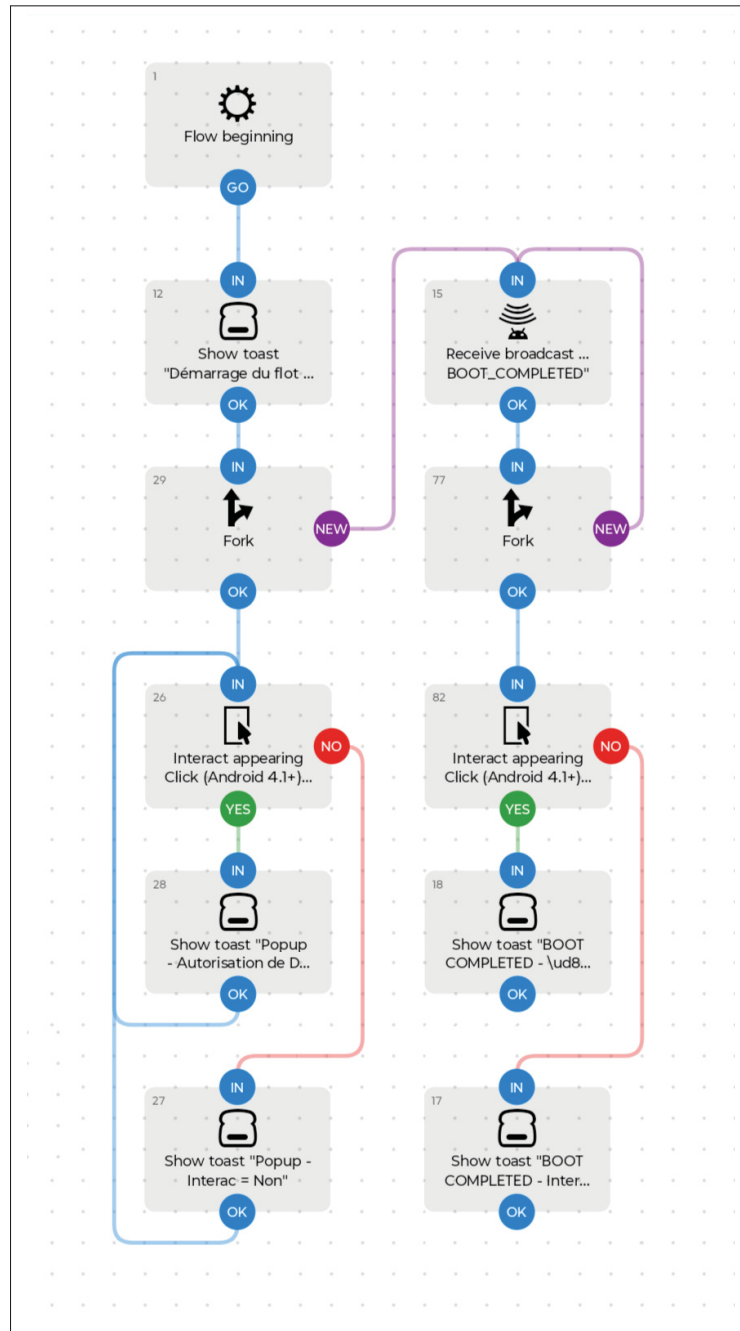 1
Flow beginning
GO
IN
12
Show toast
"Démarrage du flot ...
OK
IN
29
Fork
NEW
OK
IN
26
Interact appearing
Click (Android 4.1+)...
NO
YES
IN
28
Show toast "Popup
- Autorisation de D...
OK
IN
27
Show toast "Popup -
Interac = Non"
OK
IN
15
Receive broadcast ...
BOOT_COMPLETED"
OK
IN
77
Fork
NEW
OK
IN
82
Interact appearing
Click (Android 4.1+)...
NO
YES
IN
18
Show toast "BOOT
COMPLETED - \ud8...
OK
IN
17
Show toast "BOOT
COMPLETED - Inter...
OK